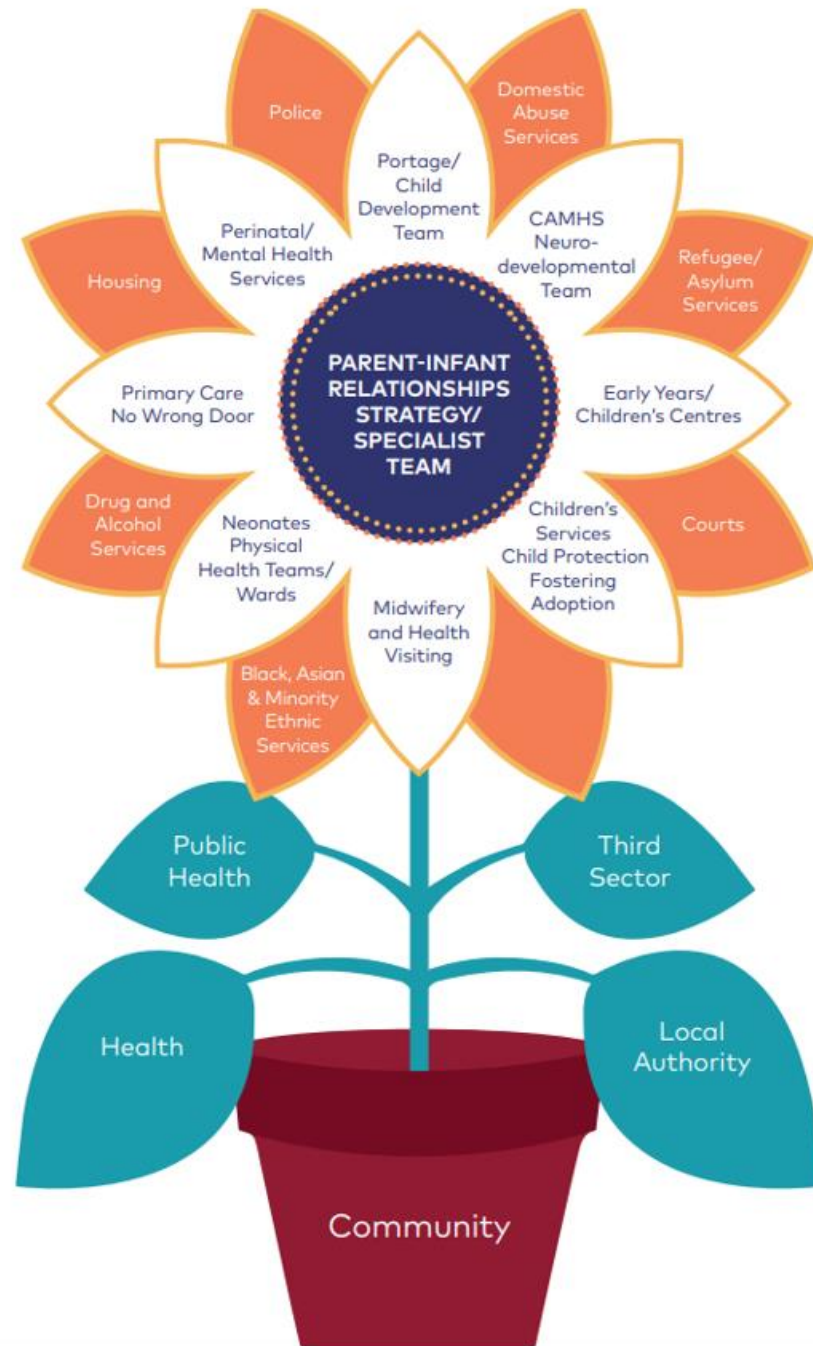 Police
Domestic
Abuse
Services
Portage/
Child
Development
Team
Perinatal/
Mental Health
Services
CAMHS
Neuro-
developmental
Team
Housing
Refugee/
Asylum
Services
PARENT-INFANT
RELATIONSHIPS
STRATEGY/
SPECIALIST
TEAM
Primary Care
No Wrong Door
Early Years/
Children's Centres
Drug and
Alcohol
Services
Neonates
Physical
Health Teams/
Wards
Children's
Services
Child Protection
Fostering
Adoption
Courts
Midwifery
and Health
Visiting
Black, Asian
& Minority
Ethnic
Services
Public
Health
Third
Sector
Health
Local
Authority
Community